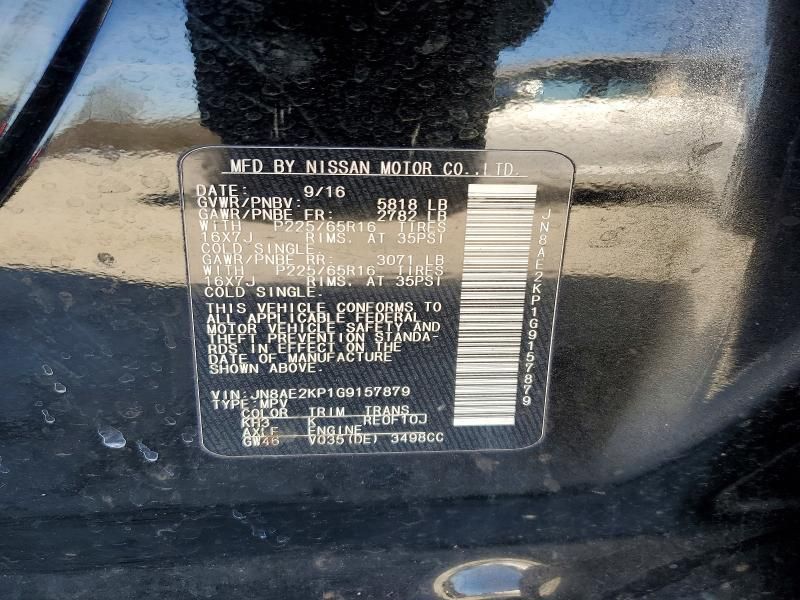 MFD BY NISSAN MOTOR CO.,LTD.
DATE: 9/16
GVWR/PNBV: 5818 LB
GAWR/PNBE FR: 2782 LB
WITH P225/65R16 TIRES
16X7J RIMS. AT 35PSI
COLD SINGLE.
GAWR/PNBE RR: 3071 LB
WITH P225/65R16 TIRES
16X7J RIMS. AT 35PSI
COLD SINGLE.
THIS VEHICLE CONFORMS TO
ALL APPLICABLE FEDERAL
MOTOR VEHICLE SAFETY AND
THEFT PREVENTION STANDA-
RDS IN EFFECT ON THE
DATE OF MANUFACTURE
SHOWN ABOVE.
VIN:JN8AE2KP1G9157879
TYPE:MPV
COLOR TRIM TRANS
KH3 K RE0F10J
AXLE ENGINE
GW46 VQ35(DE) 3498CC
JN8AE2KP1G9157879